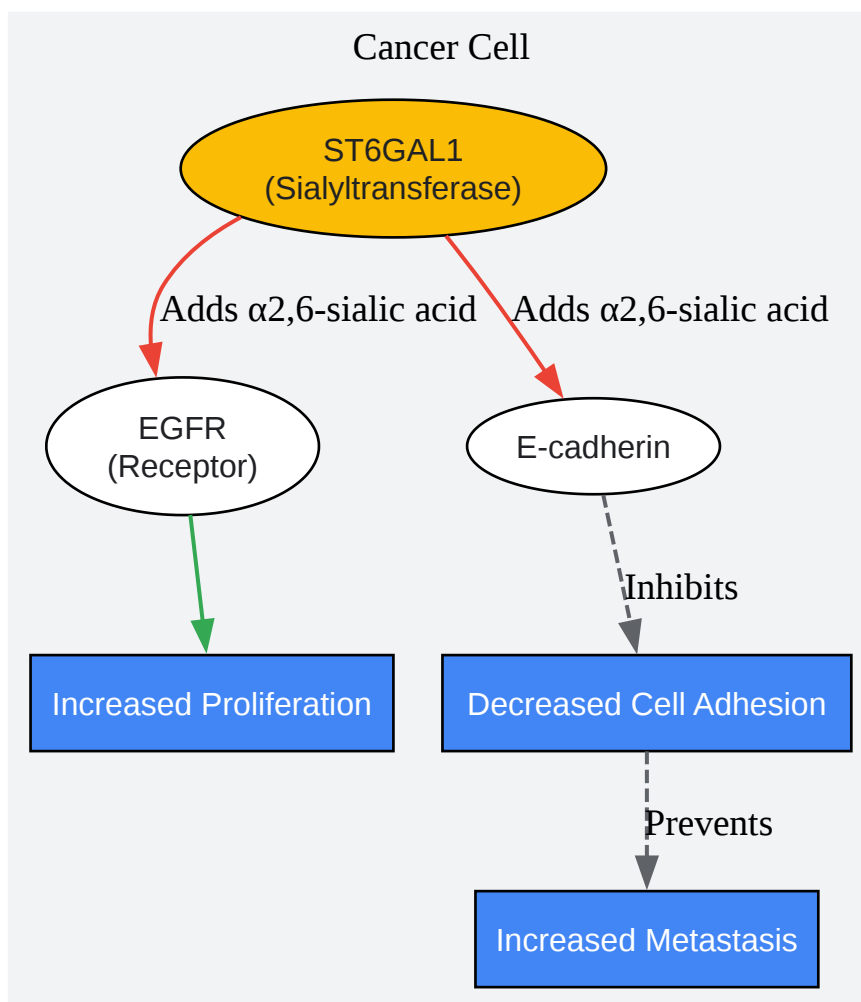 Cancer Cell
ST6GAL1
(Sialyltransferase)
Adds α2,6-sialic acid
Adds α2,6-sialic acid
EGFR
(Receptor)
E-cadherin
Inhibits
Increased Proliferation
Decreased Cell Adhesion
Prevents
Increased Metastasis